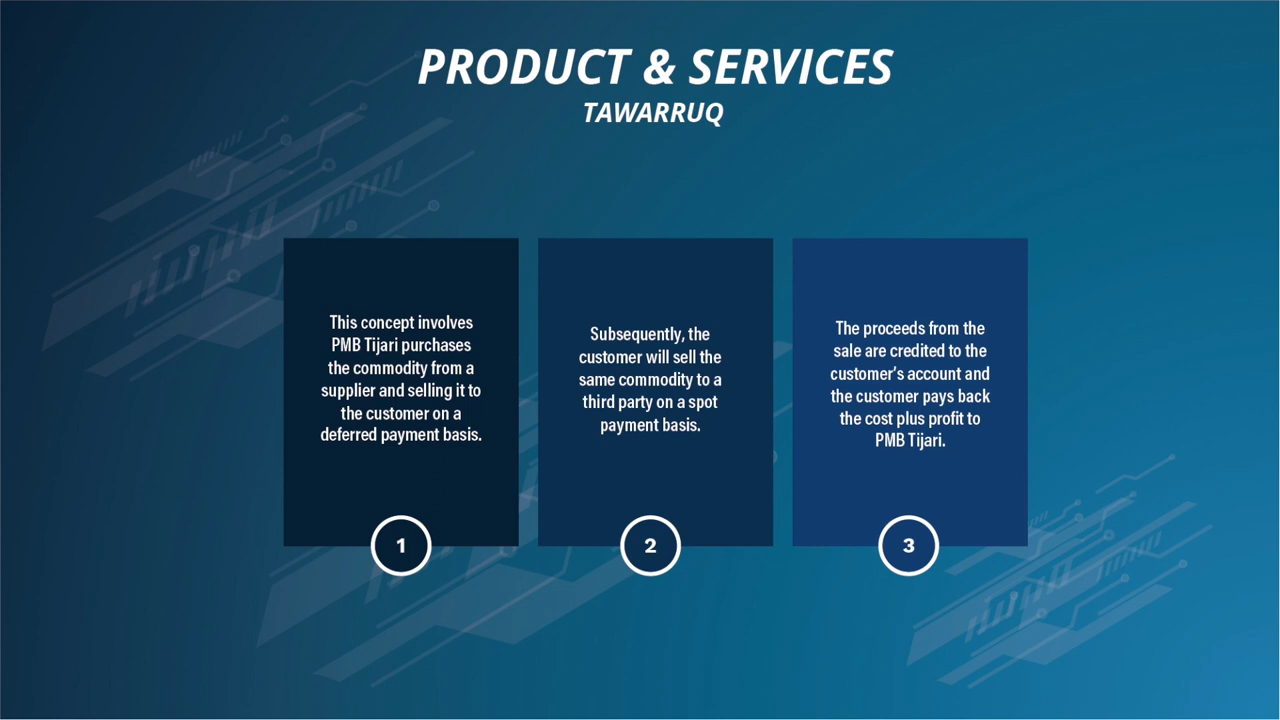 PRODUCT & SERVICES
TAWARRUQ
This concept involves
PMB Tijari purchases
the commodity from a
supplier and selling it to
the customer on a
deferred payment basis.
1
Subsequently, the
customer will sell the
same commodity to a
third party on a spot
payment basis.
2
The proceeds from the
sale are credited to the
customer's account and
the customer pays back
the cost plus profit to
PMB Tijari.
3